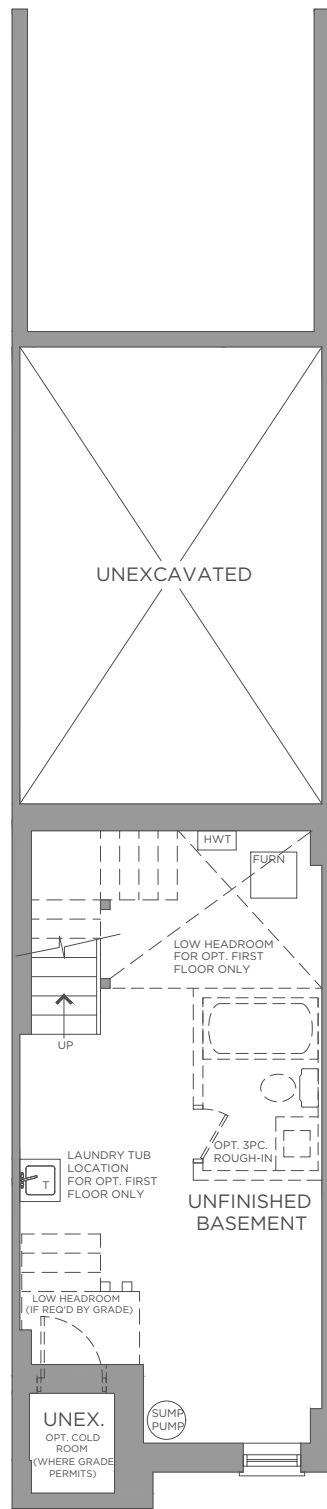 UNEXCAVATED
HWT
FURN
LOW HEADROOM
FOR OPT. FIRST
FLOOR ONLY
UP
OPT. 3PC.
ROUGH-IN
LAUNDRY TUB
LOCATION
FOR OPT. FIRST
FLOOR ONLY
T
UNFINISHED
BASEMENT
LOW HEADROOM
(IF REQ'D BY GRADE)
UNEX.
OPT. COLD
ROOM
(WHERE GRADE
PERMITS)
SUMP
PUMP